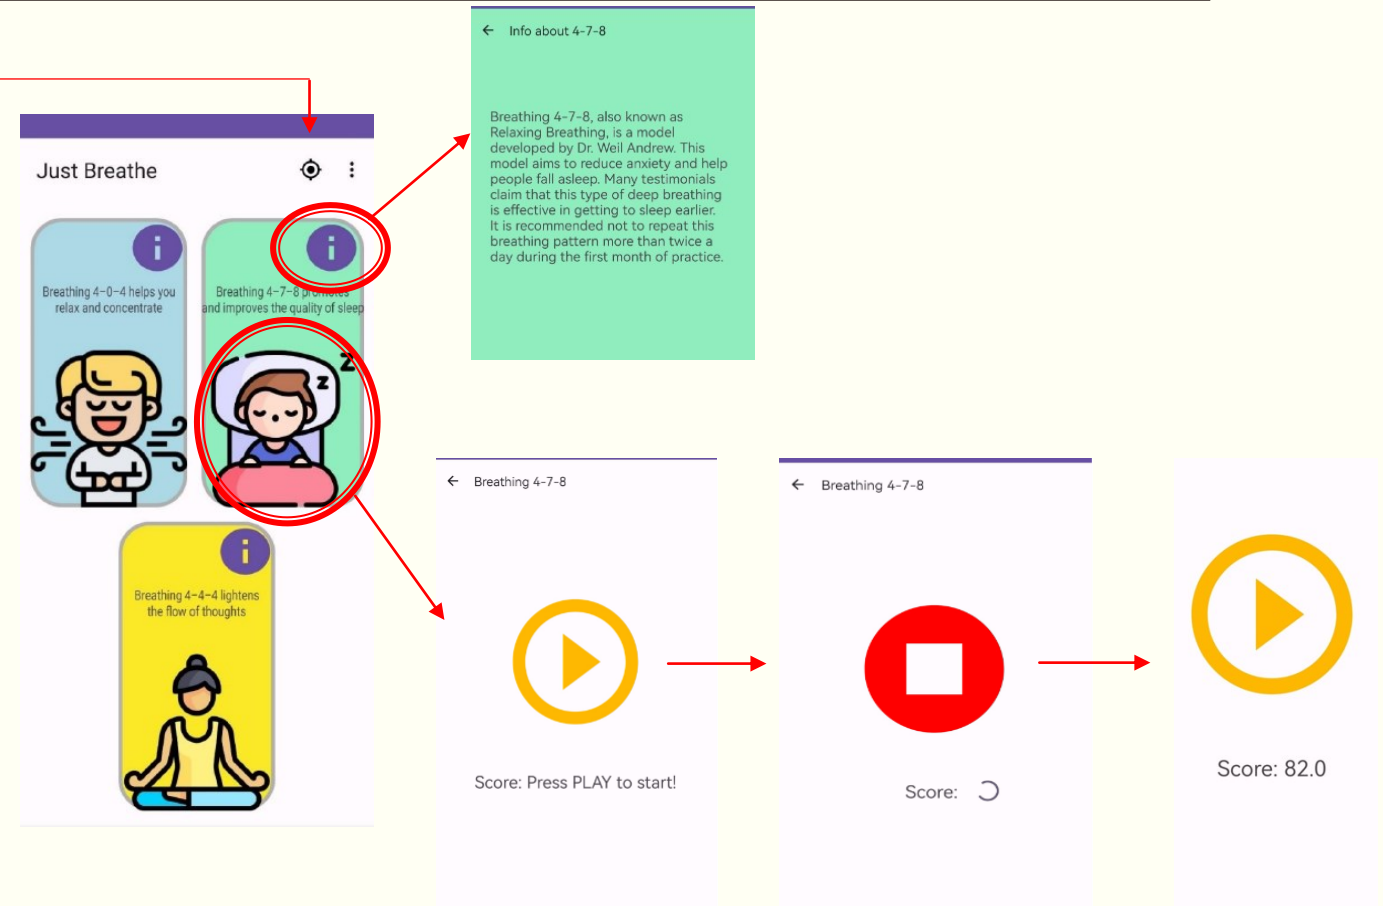 Info about 4-7-8
Breathing 4-7-8, also known as
Relaxing Breathing, is a model
developed by Dr. Weil Andrew. This
model aims to reduce anxiety and help
people fall asleep. Many testimonials
claim that this type of deep breathing
is effective in getting to sleep earlier.
It is recommended not to repeat this
breathing pattern more than twice a
day during the first month of practice.
Just Breathe
i
Breathing 4-0-4 helps you
relax and concentrate
i
Breathing 4-7-8 promotes
and improves the quality of sleep
z
Z
i
Breathing 4-4-4 lightens
the flow of thoughts
Breathing 4-7-8
Score: Press PLAY to start!
Breathing 4-7-8
Score:
Score: 82.0